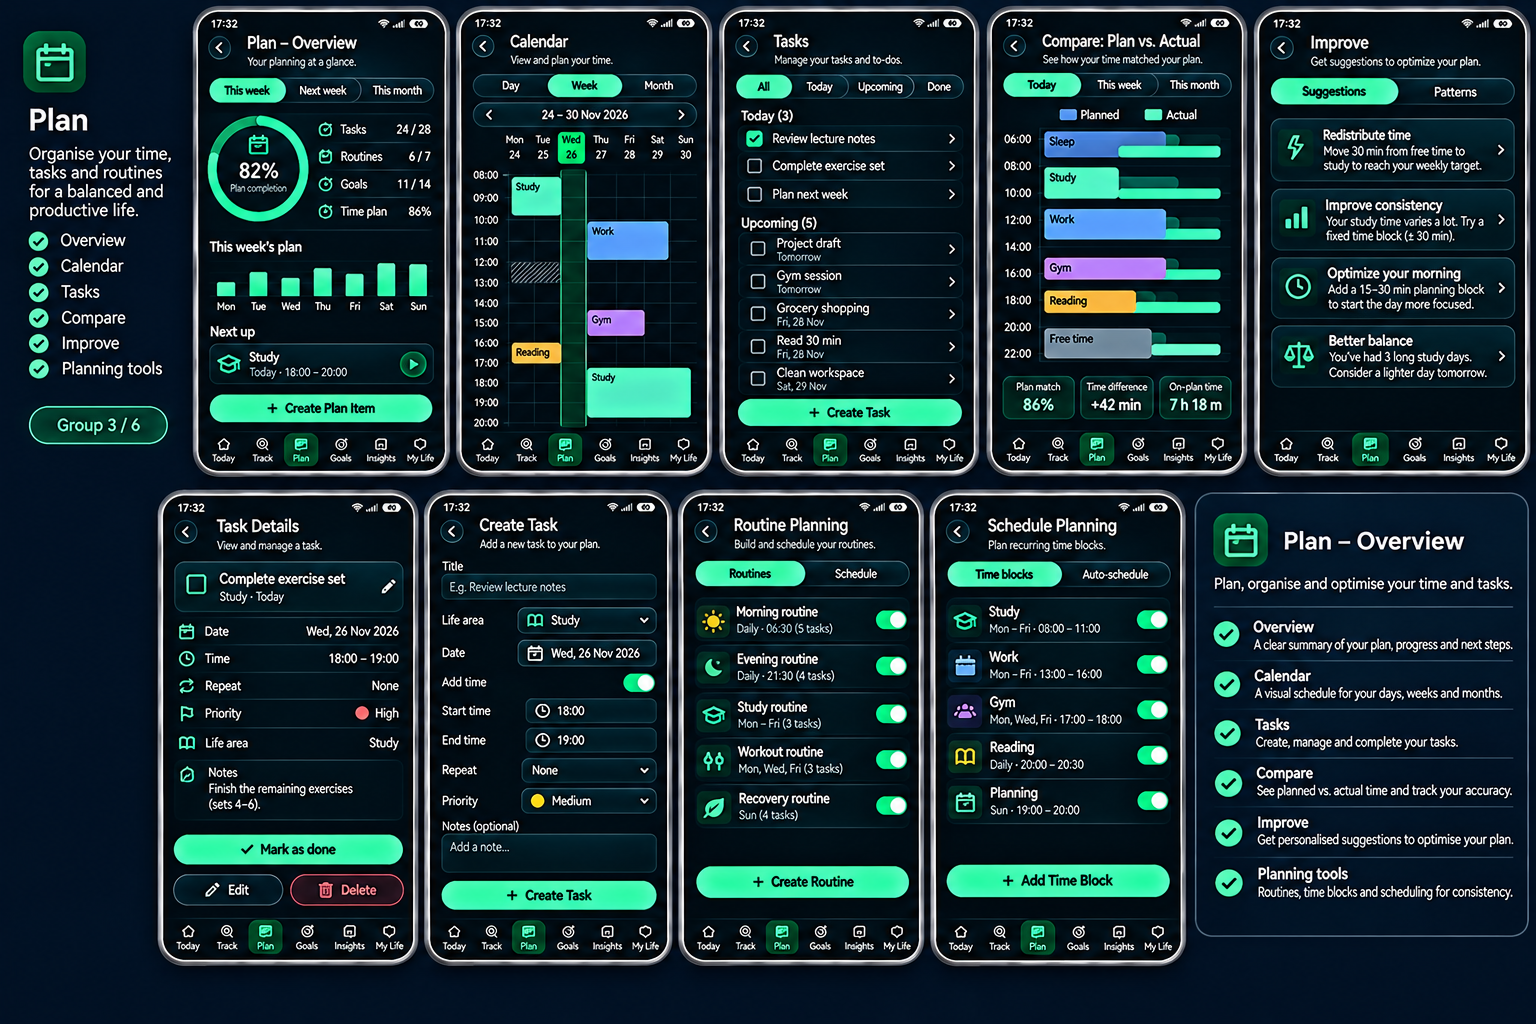 Plan
Organise your time,
tasks and routines
for a balanced and
productive life.
Overview
Calendar
Tasks
Compare
Improve
Planning tools
Group 3 / 6
17:32
Plan – Overview
Your planning at a glance.
This week
Next week
This month
82%
Plan completion
Tasks 24 / 28
Routines 6 / 7
Goals 11 / 14
Time plan 86%
This week's plan
Mon Tue Wed Thu Fri Sat Sun
Next up
Study
Today · 18:00 – 20:00
+ Create Plan Item
Today Track Plan Goals Insights My Life
17:32
Calendar
View and plan your time.
Day Week Month
24 – 30 Nov 2026
Mon Tue Wed Thu Fri Sat Sun
24 25 26 27 28 29 30
08:00
Study
09:00
10:00
Work
11:00
12:00
13:00
14:00
Gym
15:00
16:00
Reading
17:00
Study
18:00
19:00
20:00
Today Track Plan Goals Insights My Life
17:32
Tasks
Manage your tasks and to-dos.
All Today Upcoming Done
Today (3)
Review lecture notes
Complete exercise set
Plan next week
Upcoming (5)
Project draft
Tomorrow
Gym session
Tomorrow
Grocery shopping
Fri, 28 Nov
Read 30 min
Fri, 28 Nov
Clean workspace
Sat, 29 Nov
+ Create Task
Today Track Plan Goals Insights My Life
17:32
Compare: Plan vs. Actual
See how your time matched your plan.
Today This week This month
Planned Actual
06:00
Sleep
08:00
Study
10:00
12:00
Work
14:00
16:00
Gym
18:00
Reading
20:00
Free time
22:00
Plan match
86%
Time difference
+42 min
On-plan time
7 h 18 m
Today Track Plan Goals Insights My Life
17:32
Improve
Get suggestions to optimize your plan.
Suggestions Patterns
Redistribute time
Move 30 min from free time to
study to reach your weekly target.
Improve consistency
Your study time varies a lot. Try a
fixed time block (± 30 min).
Optimize your morning
Add a 15–30 min planning block
to start the day more focused.
Better balance
You've had 3 long study days.
Consider a lighter day tomorrow.
Today Track Plan Goals Insights My Life
17:32
Task Details
View and manage a task.
Complete exercise set
Study · Today
Date Wed, 26 Nov 2026
Time 18:00 – 19:00
Repeat None
Priority High
Life area Study
Notes
Finish the remaining exercises
(sets 4–6).
Mark as done
Edit
Delete
Today Track Plan Goals Insights My Life
17:32
Create Task
Add a new task to your plan.
Title
E.g. Review lecture notes
Life area Study
Date Wed, 26 Nov 2026
Add time
Start time 18:00
End time 19:00
Repeat None
Priority Medium
Notes (optional)
Add a note...
+ Create Task
Today Track Plan Goals Insights My Life
17:32
Routine Planning
Build and schedule your routines.
Routines Schedule
Morning routine
Daily · 06:30 (5 tasks)
Evening routine
Daily · 21:30 (4 tasks)
Study routine
Mon – Fri (3 tasks)
Workout routine
Mon, Wed, Fri (3 tasks)
Recovery routine
Sun (4 tasks)
+ Create Routine
Today Track Plan Goals Insights My Life
17:32
Schedule Planning
Plan recurring time blocks.
Time blocks Auto-schedule
Study
Mon – Fri · 08:00 – 11:00
Work
Mon – Fri · 13:00 – 16:00
Gym
Mon, Wed, Fri · 17:00 – 18:00
Reading
Daily · 20:00 – 20:30
Planning
Sun · 19:00 – 20:00
+ Add Time Block
Today Track Plan Goals Insights My Life
Plan – Overview
Plan, organise and optimise your time and tasks.
Overview
A clear summary of your plan, progress and next steps.
Calendar
A visual schedule for your days, weeks and months.
Tasks
Create, manage and complete your tasks.
Compare
See planned vs. actual time and track your accuracy.
Improve
Get personalised suggestions to optimise your plan.
Planning tools
Routines, time blocks and scheduling for consistency.